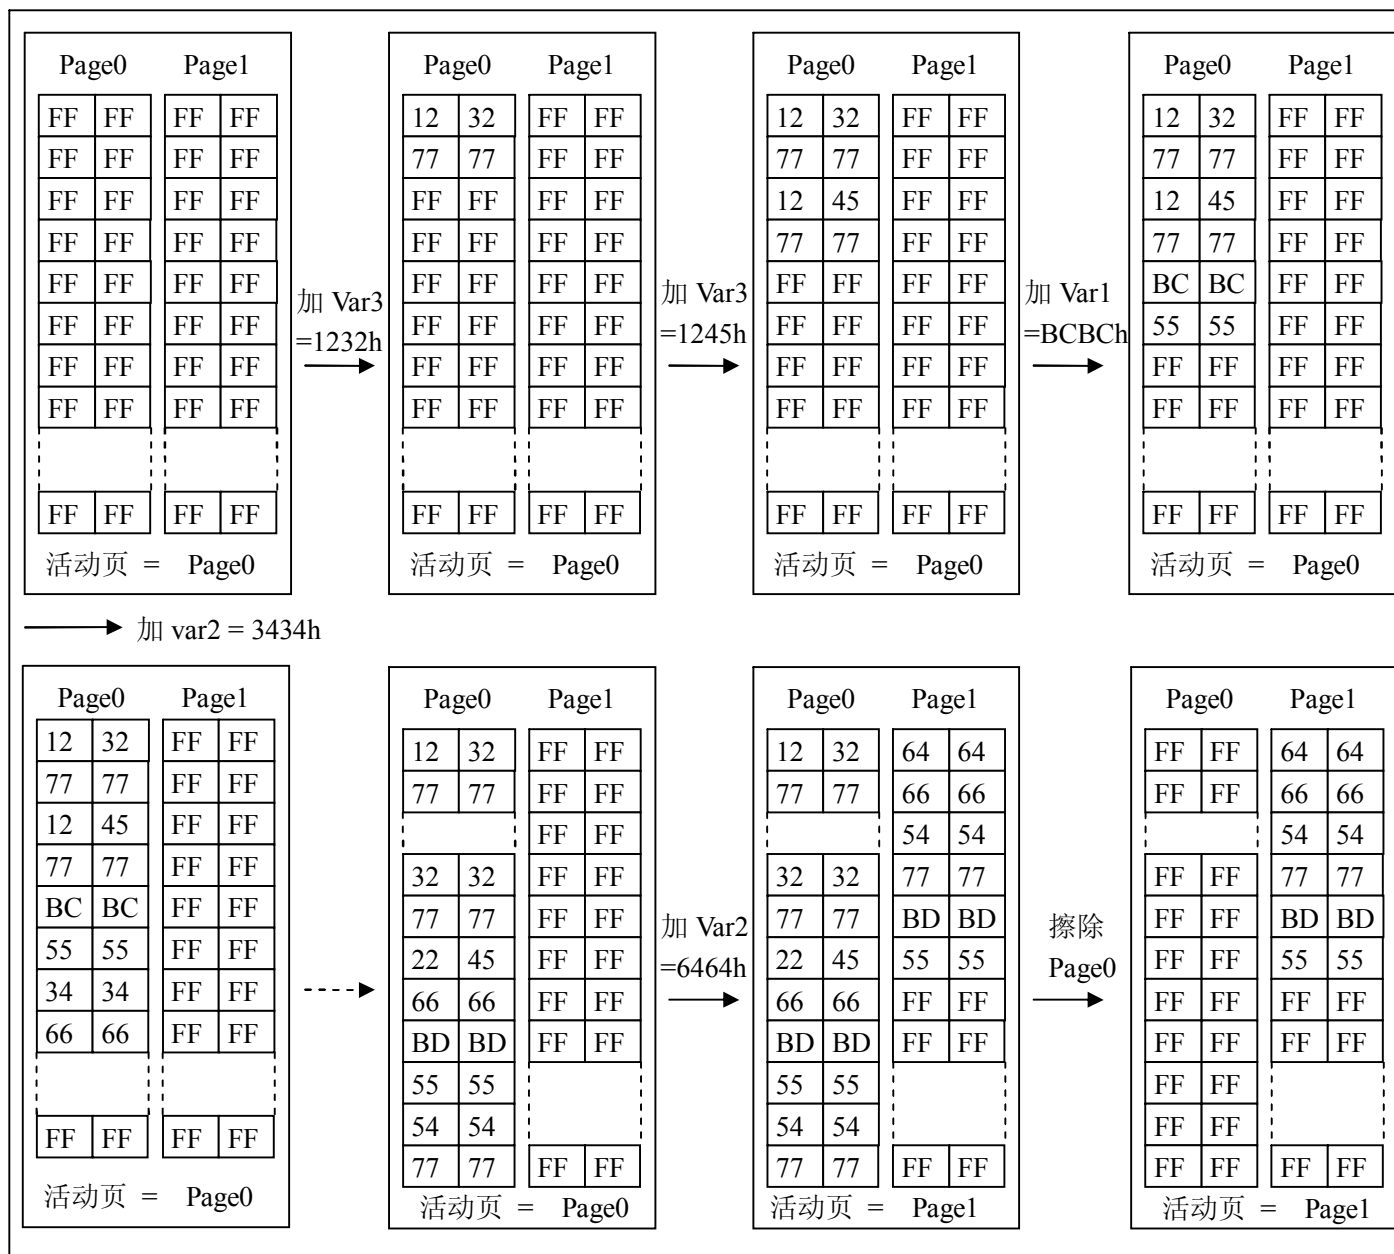 Page0 Page1
FF FF FF FF
FF FF FF FF
FF FF FF FF
FF FF FF FF
FF FF FF FF
FF FF FF FF
FF FF FF FF
FF FF FF FF
FF FF FF FF
活动页 = Page0
加 Var3
=1232h
Page0 Page1
12 32 FF FF
77 77 FF FF
FF FF FF FF
FF FF FF FF
FF FF FF FF
FF FF FF FF
FF FF FF FF
FF FF FF FF
FF FF FF FF
活动页 = Page0
加 Var3
=1245h
Page0 Page1
12 32 FF FF
77 77 FF FF
12 45 FF FF
77 77 FF FF
FF FF FF FF
FF FF FF FF
FF FF FF FF
FF FF FF FF
FF FF FF FF
活动页 = Page0
加 Var1
=BCBCh
Page0 Page1
12 32 FF FF
77 77 FF FF
12 45 FF FF
77 77 FF FF
BC BC FF FF
55 55 FF FF
FF FF FF FF
FF FF FF FF
FF FF FF FF
活动页 = Page0
加 var2 = 3434h
Page0 Page1
12 32 FF FF
77 77 FF FF
12 45 FF FF
77 77 FF FF
BC BC FF FF
55 55 FF FF
34 34 FF FF
66 66 FF FF
FF FF FF FF
活动页 = Page0
Page0 Page1
12 32 FF FF
77 77 FF FF
FF FF
32 32 FF FF
77 77 FF FF
22 45 FF FF
66 66 FF FF
BD BD FF FF
55 55
54 54
77 77 FF FF
活动页 = Page0
加 Var2
=6464h
Page0 Page1
12 32 64 64
77 77 66 66
54 54
32 32 77 77
77 77 BD BD
22 45 55 55
66 66 FF FF
BD BD FF FF
55 55
54 54
77 77 FF FF
活动页 = Page1
擦除
Page0
Page0 Page1
FF FF 64 64
FF FF 66 66
54 54
FF FF 77 77
FF FF BD BD
FF FF 55 55
FF FF FF FF
FF FF FF FF
FF FF
FF FF
FF FF FF FF
活动页 = Page1